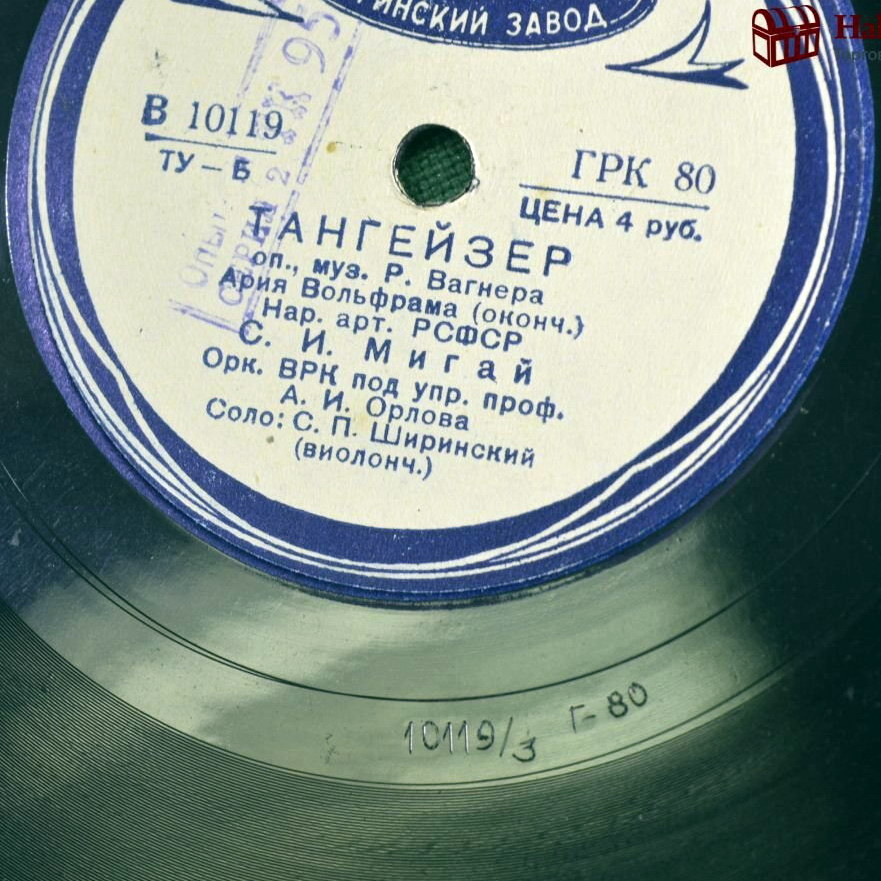 ЗАВОД
В 10119
ТУ — Б
ГРК 80
ЦЕНА 4 руб.
ТАНГЕЙЗЕР
оп., муз. Р. Вагнера
Ария Вольфрама (оконч.)
Нар. арт. РСФСР
С. И. Мигай
Орк. ВРК под упр. проф.
А. И. Орлова
Соло: С. П. Ширинский
(виолонч.)
10119/3 Г-80